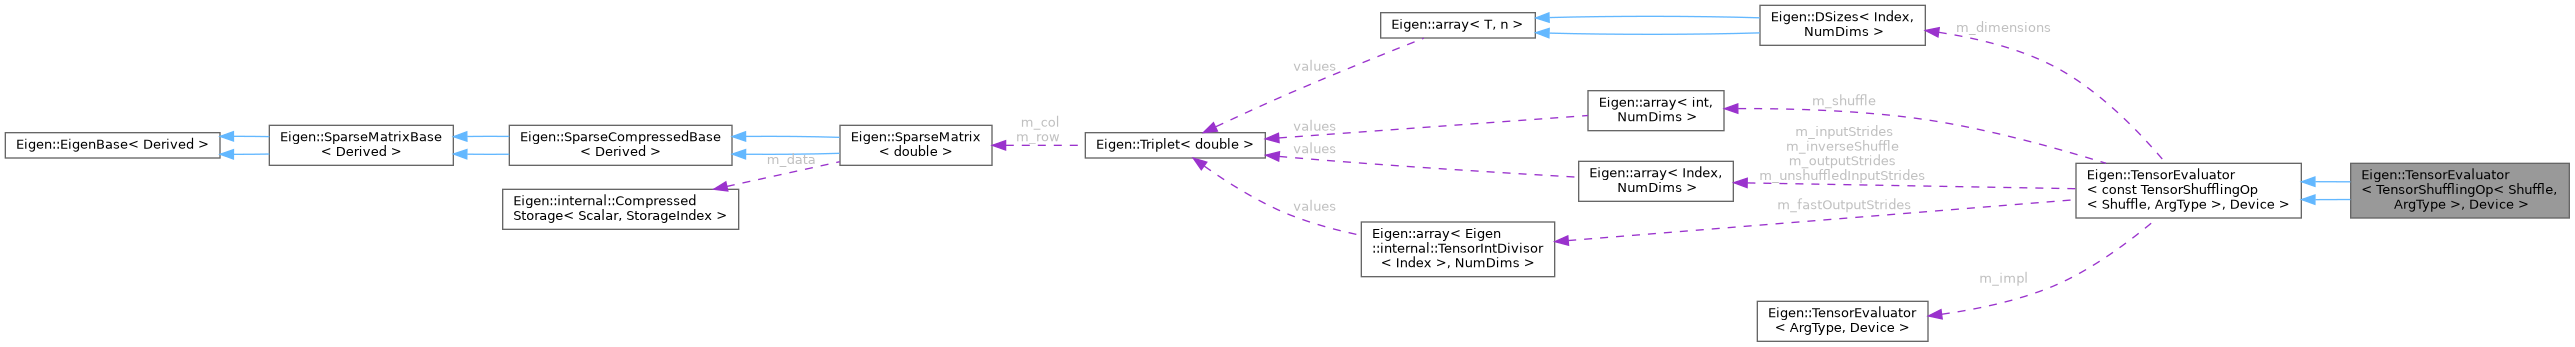 Eigen::EigenBase< Derived >
Eigen::SparseMatrixBase
< Derived >
Eigen::SparseCompressedBase
< Derived >
Eigen::internal::Compressed
Storage< Scalar, StorageIndex >
m_data
Eigen::SparseMatrix
< double >
m_col
m_row
Eigen::Triplet< double >
values
values
values
values
Eigen::array< T, n >
Eigen::array< int,
NumDims >
Eigen::array< Index,
NumDims >
Eigen::array< Eigen
::internal::TensorIntDivisor
< Index >, NumDims >
Eigen::DSizes< Index,
NumDims >
m_dimensions
m_shuffle
m_inputStrides
m_inverseShuffle
m_outputStrides
m_unshuffledInputStrides
m_fastOutputStrides
m_impl
Eigen::TensorEvaluator
< ArgType, Device >
Eigen::TensorEvaluator
< const TensorShufflingOp
< Shuffle, ArgType >, Device >
Eigen::TensorEvaluator
< TensorShufflingOp< Shuffle,
ArgType >, Device >